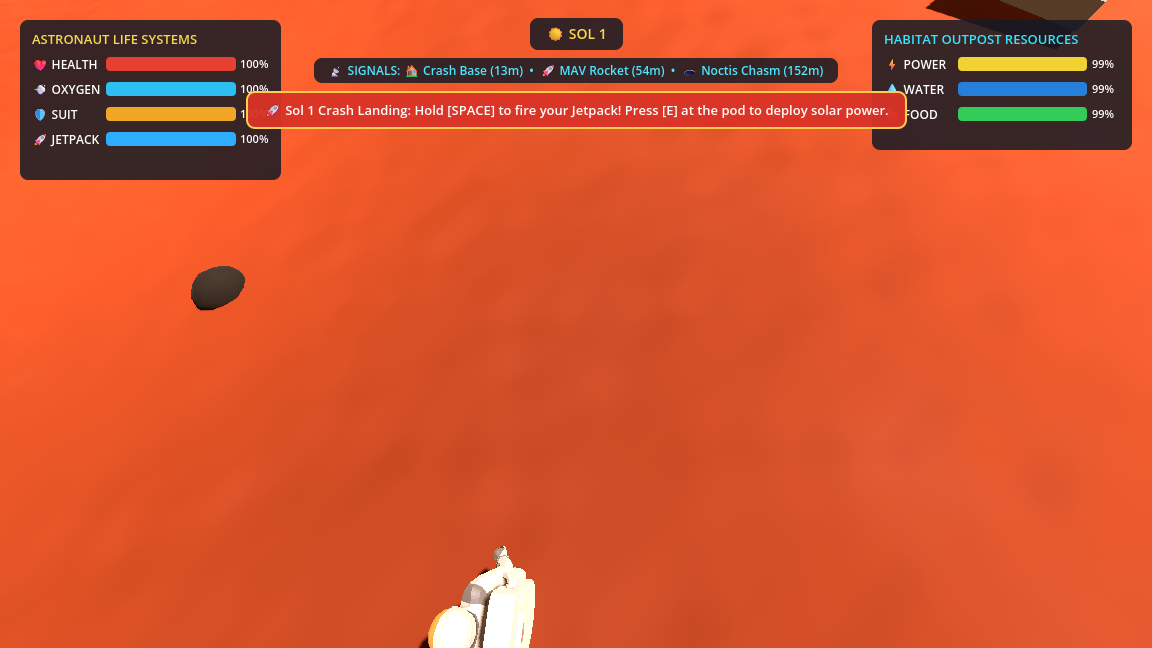 ASTRONAUT LIFE SYSTEMS
HEALTH 100%
OXYGEN 100%
SUIT
JETPACK 100%
SOL 1
SIGNALS: Crash Base (13m) • MAV Rocket (54m) • Noctis Chasm (152m)
Sol 1 Crash Landing: Hold [SPACE] to fire your Jetpack! Press [E] at the pod to deploy solar power.
HABITAT OUTPOST RESOURCES
POWER 99%
WATER 99%
FOOD 99%